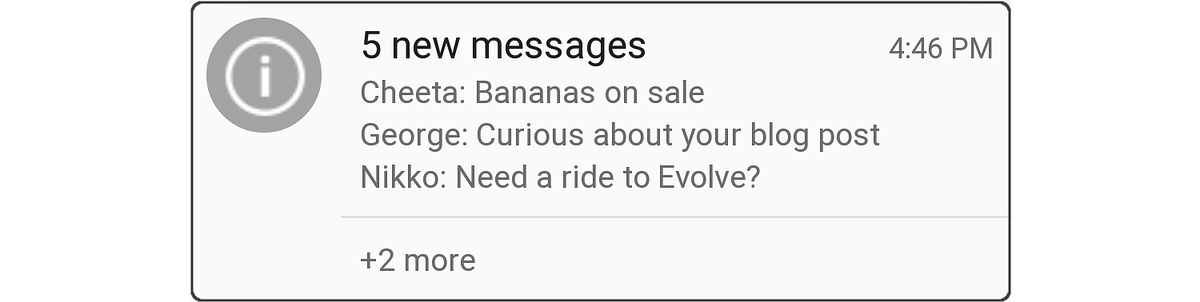 5 new messages 4:46 PM
Cheeta: Bananas on sale
George: Curious about your blog post
Nikko: Need a ride to Evolve?
+2 more